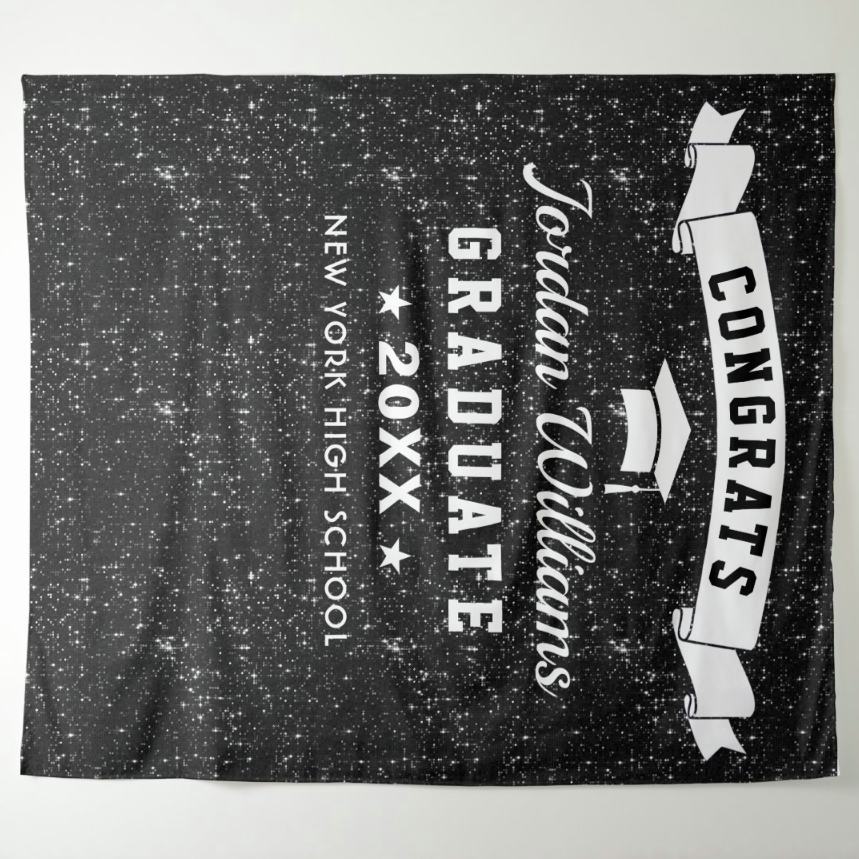 CONGRATS
Jordan Williams
GRADUATE
★ 20XX ★
NEW YORK HIGH SCHOOL